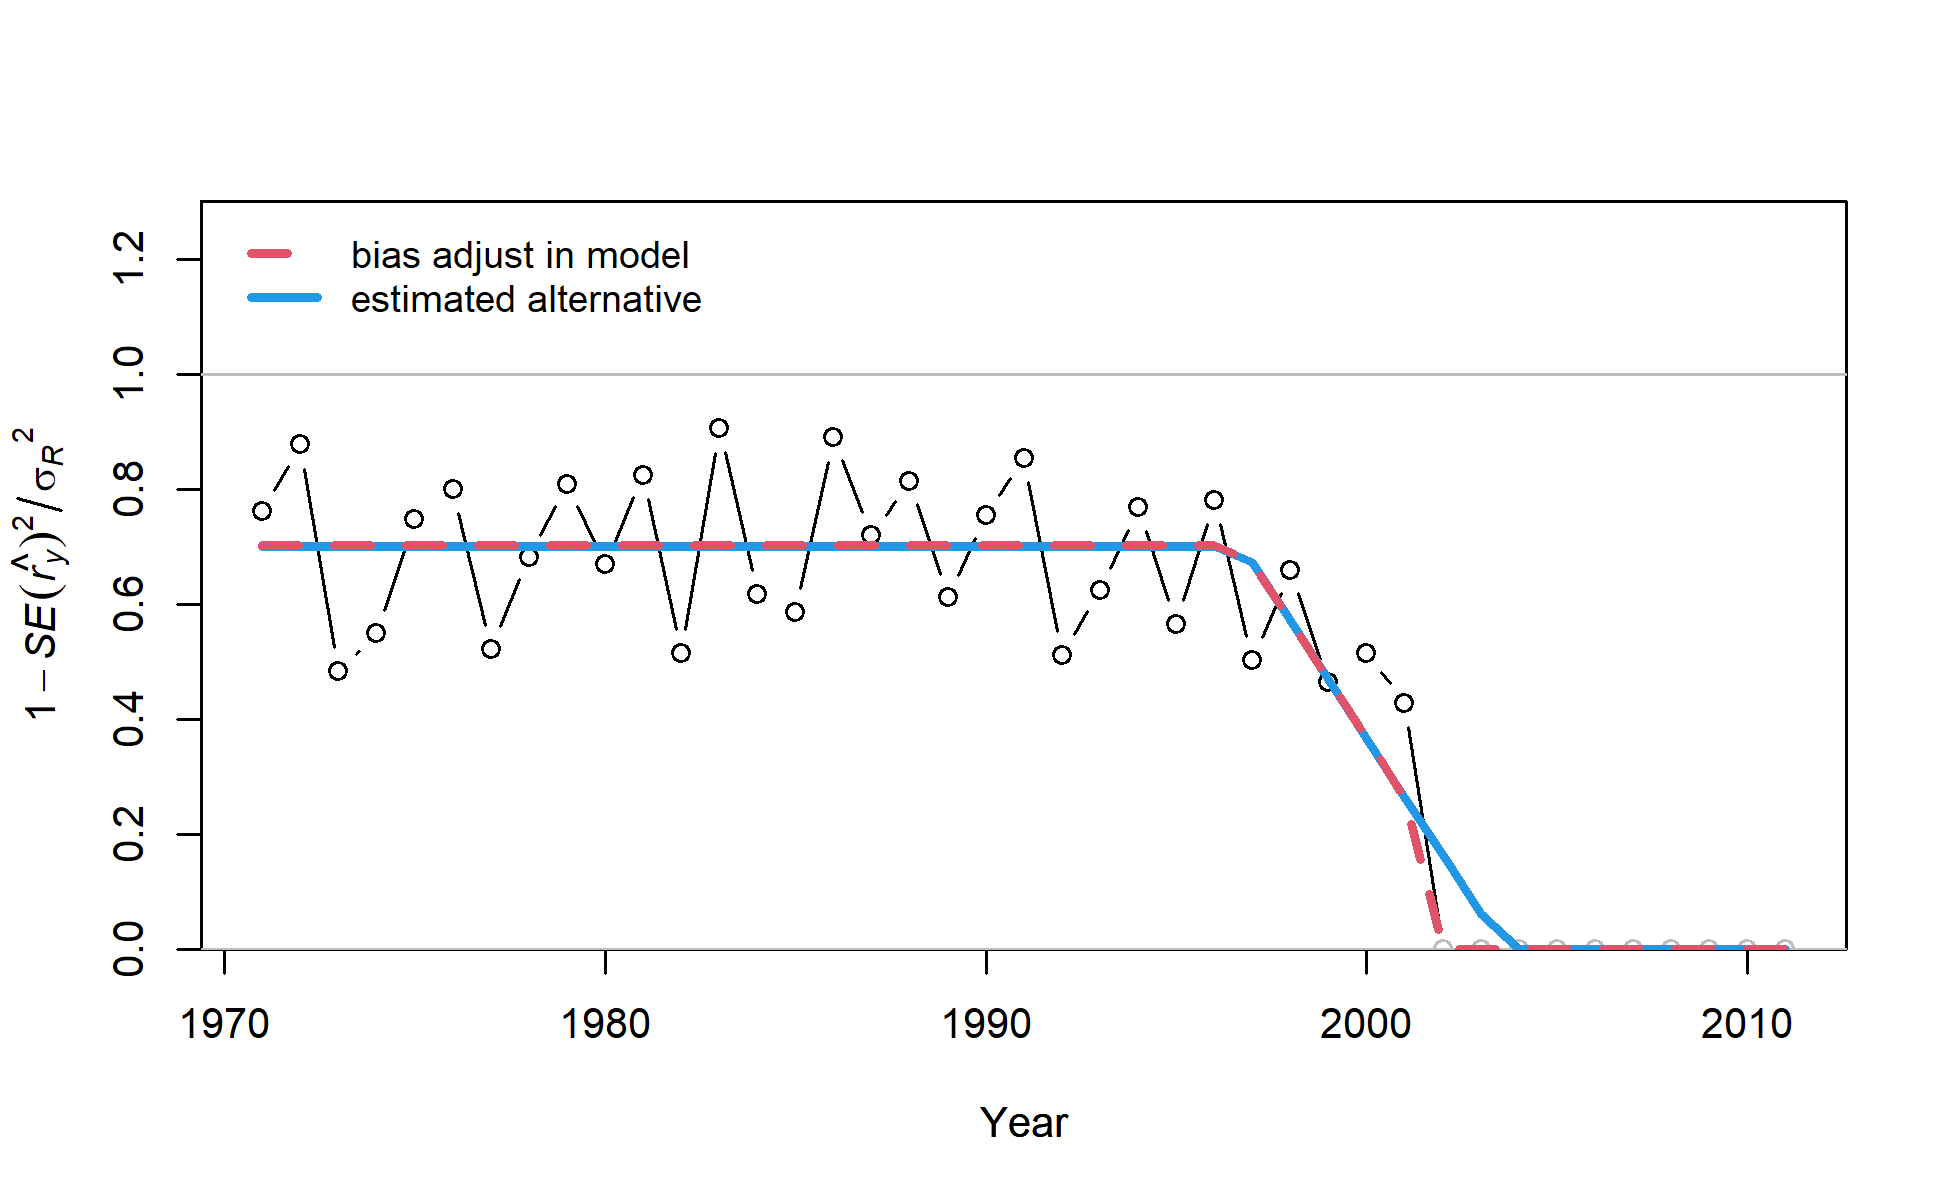 bias adjust in model
estimated alternative
1 − SE(r̂y)²/σR²
1.2
1.0
0.8
0.6
0.4
0.2
0.0
1970 1980 1990 2000 2010
Year